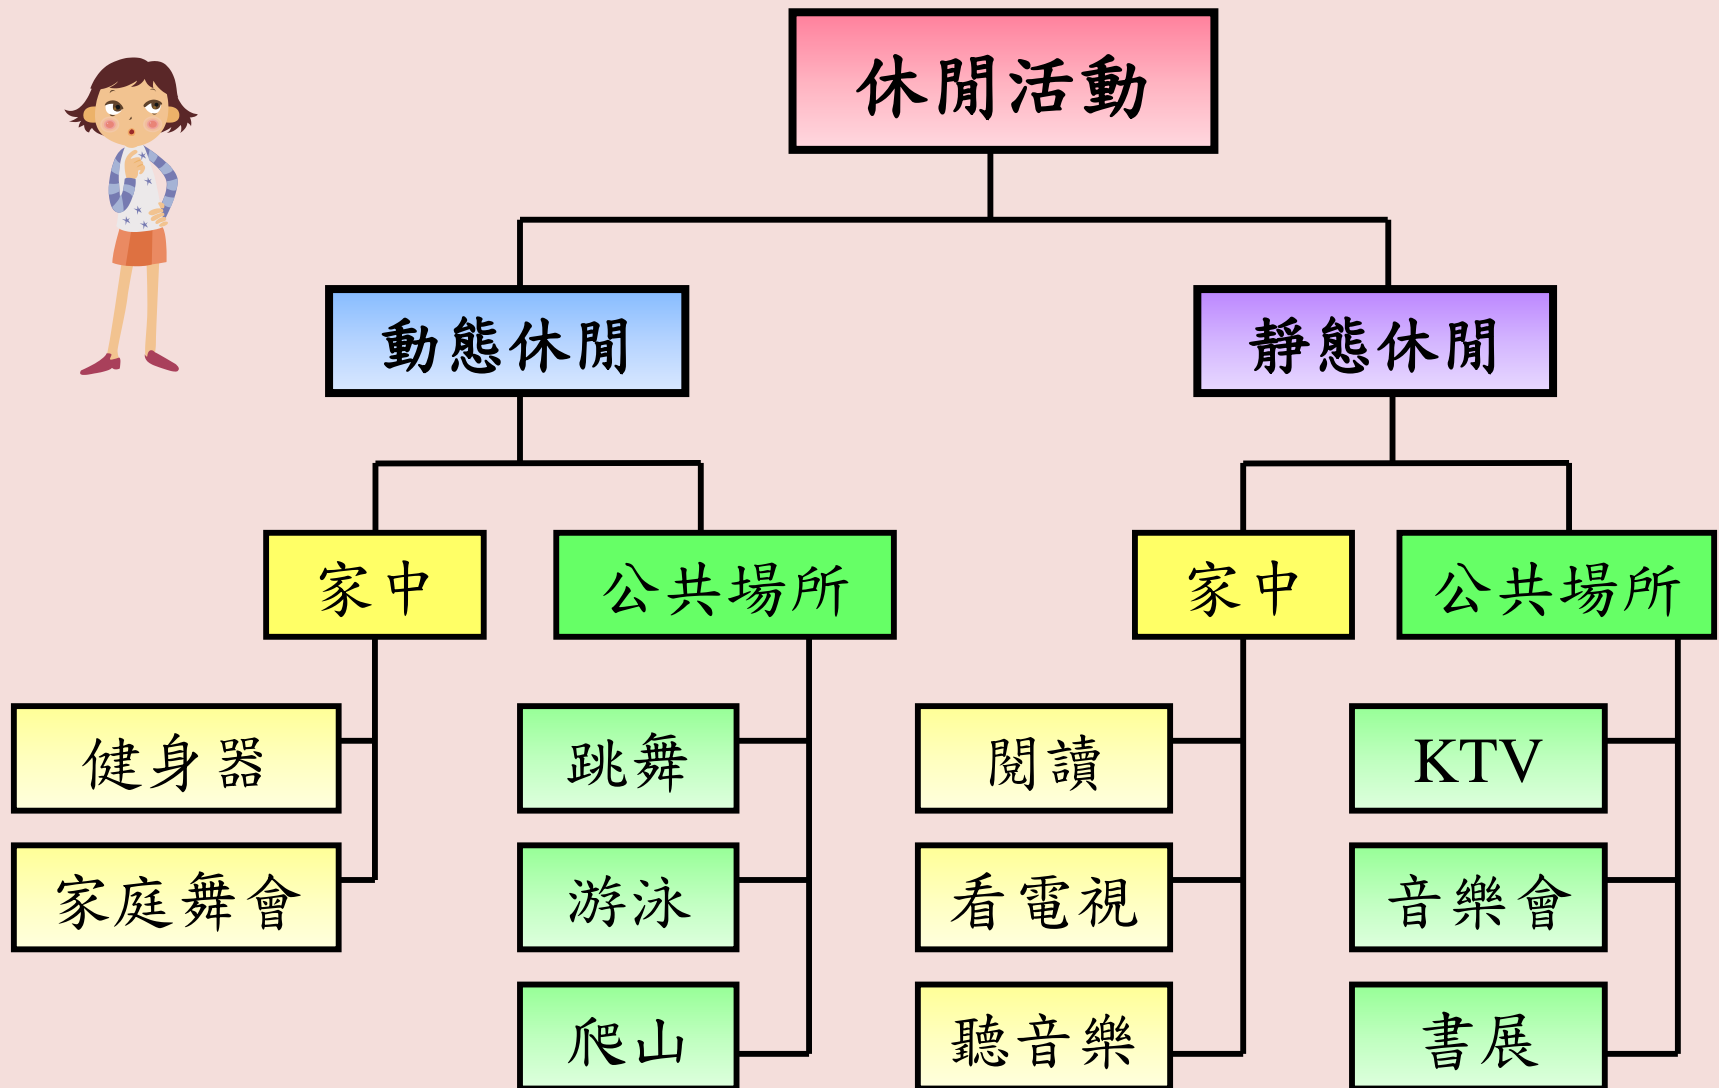 休閒活動
動態休閒
靜態休閒
家中
公共場所
家中
公共場所
健身器
跳舞
閱讀
KTV
家庭舞會
游泳
看電視
音樂會
爬山
聽音樂
書展